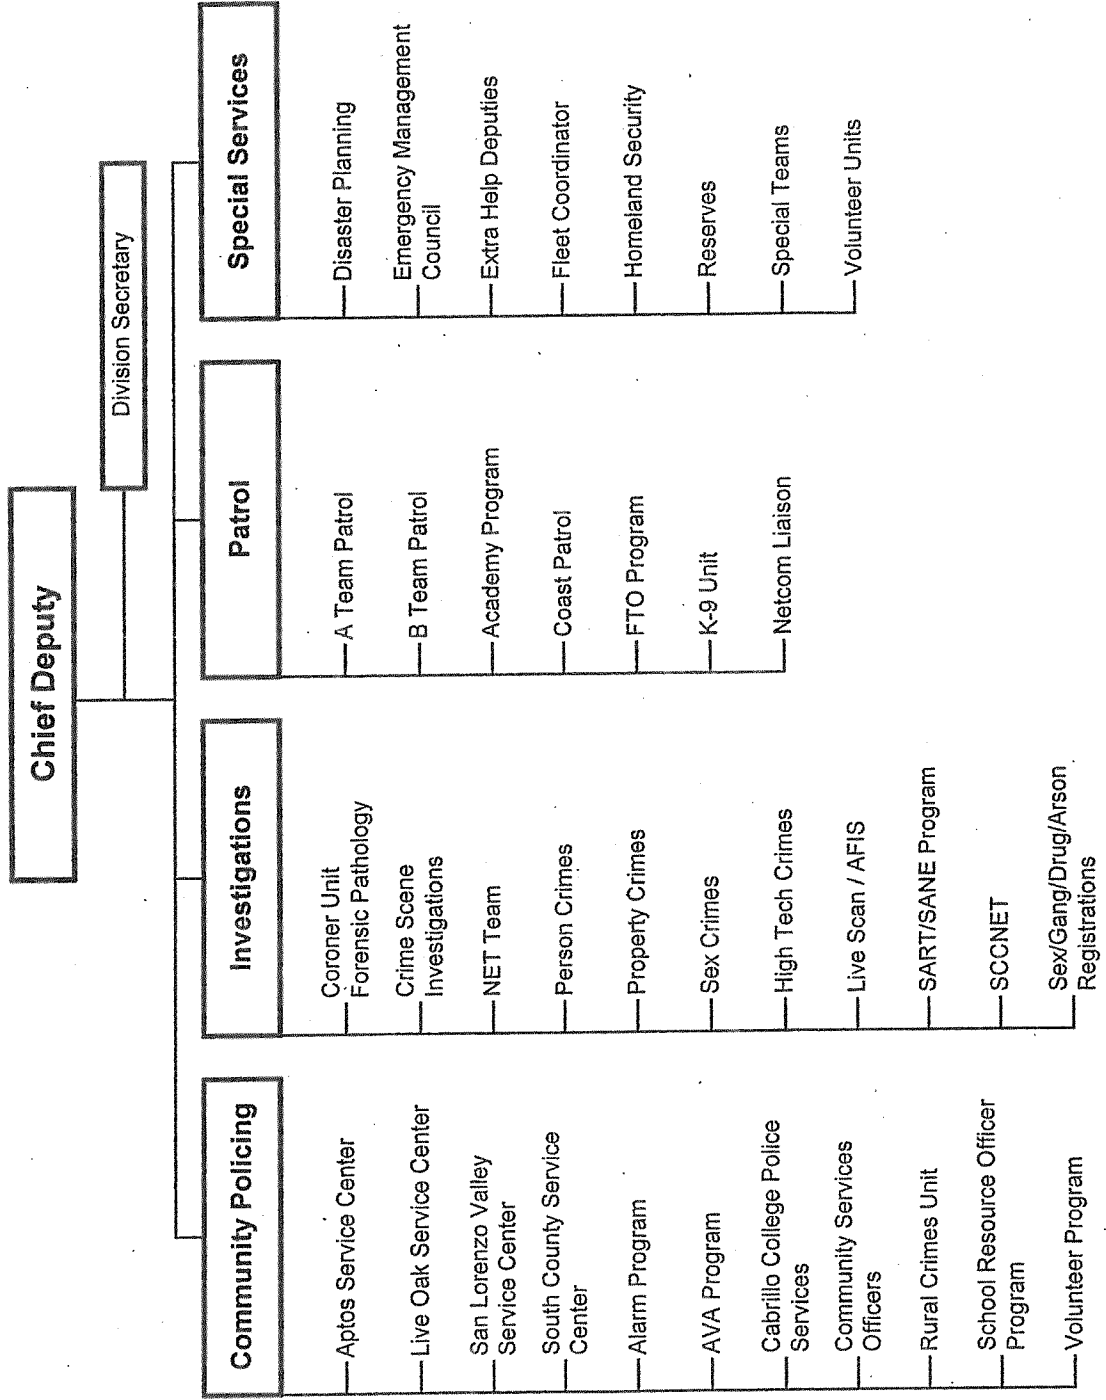 Chief Deputy
Division Secretary
Community Policing
Aptos Service Center
Live Oak Service Center
San Lorenzo Valley
Service Center
South County Service
Center
Alarm Program
AVA Program
Cabrillo College Police
Services
Community Services
Officers
Rural Crimes Unit
School Resource Officer
Program
Volunteer Program
Investigations
Coroner Unit
Forensic Pathology
Crime Scene
Investigations
NET Team
Person Crimes
Property Crimes
Sex Crimes
High Tech Crimes
Live Scan / AFIS
SART/SANE Program
SCCNET
Sex/Gang/Drug/Arson
Registrations
Patrol
A Team Patrol
B Team Patrol
Academy Program
Coast Patrol
FTO Program
K-9 Unit
Netcom Liaison
Special Services
Disaster Planning
Emergency Management
Council
Extra Help Deputies
Fleet Coordinator
Homeland Security
Reserves
Special Teams
Volunteer Units